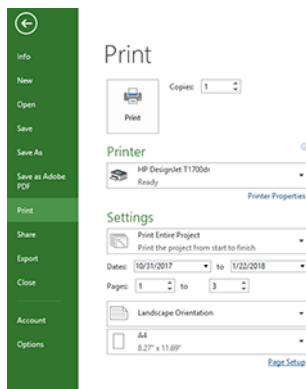 Info
New
Open
Save
Save As
Save as Adobe
PDF
Print
Share
Export
Close
Account
Options
Print
Copies: 1
Print
Printer
HP DesignJet T1700dr
Ready
Printer Properties
Settings
Print Entire Project
Print the project from start to finish
Dates: 10/31/2017 to 1/22/2018
Pages: 1 to 3
Landscape Orientation
A4
8.27" x 11.69"
Page Setup